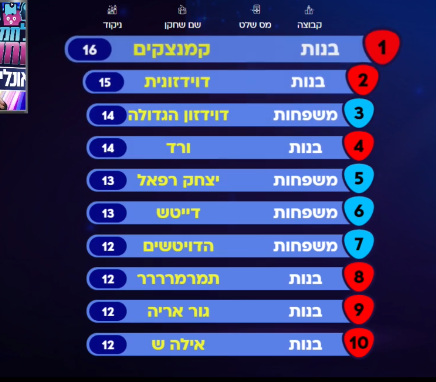 קבוצה מס שלט שם שחקן ניקוד
1 בנות קמנצקים 16
2 בנות דוידזונית 15
3 משפחות דוידזון הגדולה 14
4 בנות ורד 14
5 משפחות יצחק רפאל 13
6 משפחות דייטש 13
7 משפחות הדויטשים 12
8 בנות תמרמרררר 12
9 בנות גור אריה 12
10 בנות אילה ש 12